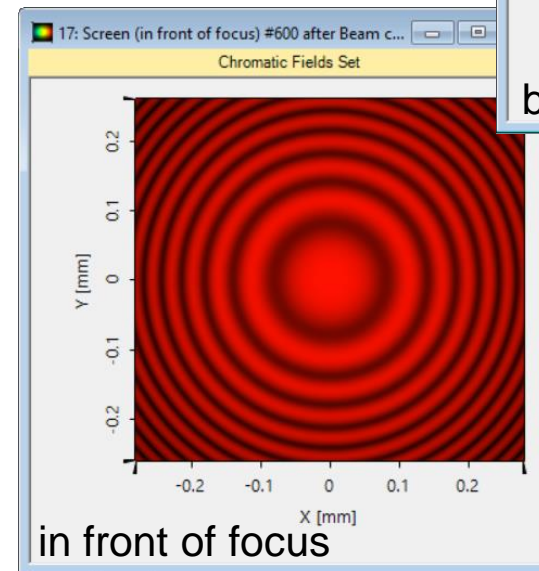 17: Screen (in front of focus) #600 after Beam c...
Chromatic Fields Set
Y [mm]
0.2
0.1
0
-0.1
-0.2
-0.2 -0.1 0 0.1 0.2
X [mm]
in front of focus
b